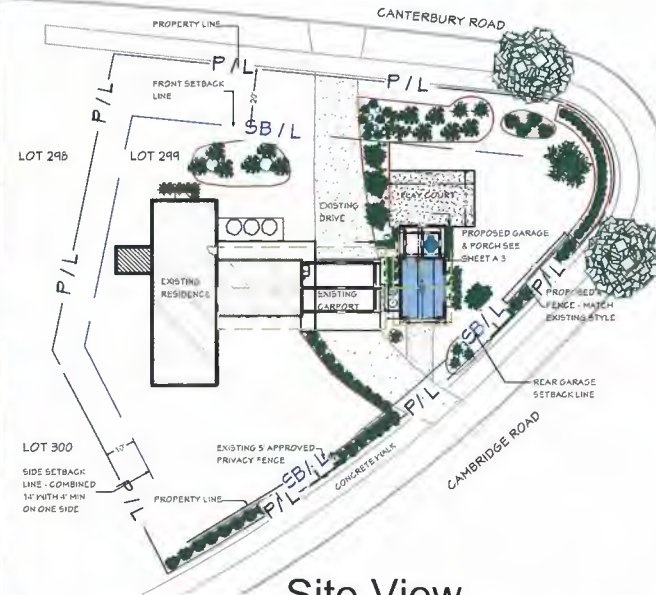 CANTERBURY ROAD
PROPERTY LINE
P/L
P/L
P/L
FRONT SETBACK
LINE
20'
SB/L
LOT 298
LOT 299
EXISTING
DRIVE
PLAY COURT
PROPOSED GARAGE
& PORCH SEE
SHEET A 3
P/L
EXISTING
RESIDENCE
EXISTING
CARPORT
P/L
PROPOSED
FENCE - MATCH
EXISTING STYLE
SB/L
REAR GARAGE
SETBACK LINE
P/L
CAMBRIDGE ROAD
LOT 300
10'
SIDE SETBACK
LINE - COMBINED
14' WITH 4' MIN
ON ONE SIDE
P/L
EXISTING 5' APPROVED
PRIVACY FENCE
SB/L
CONCRETE WALK
PROPERTY LINE
P/L
Site View